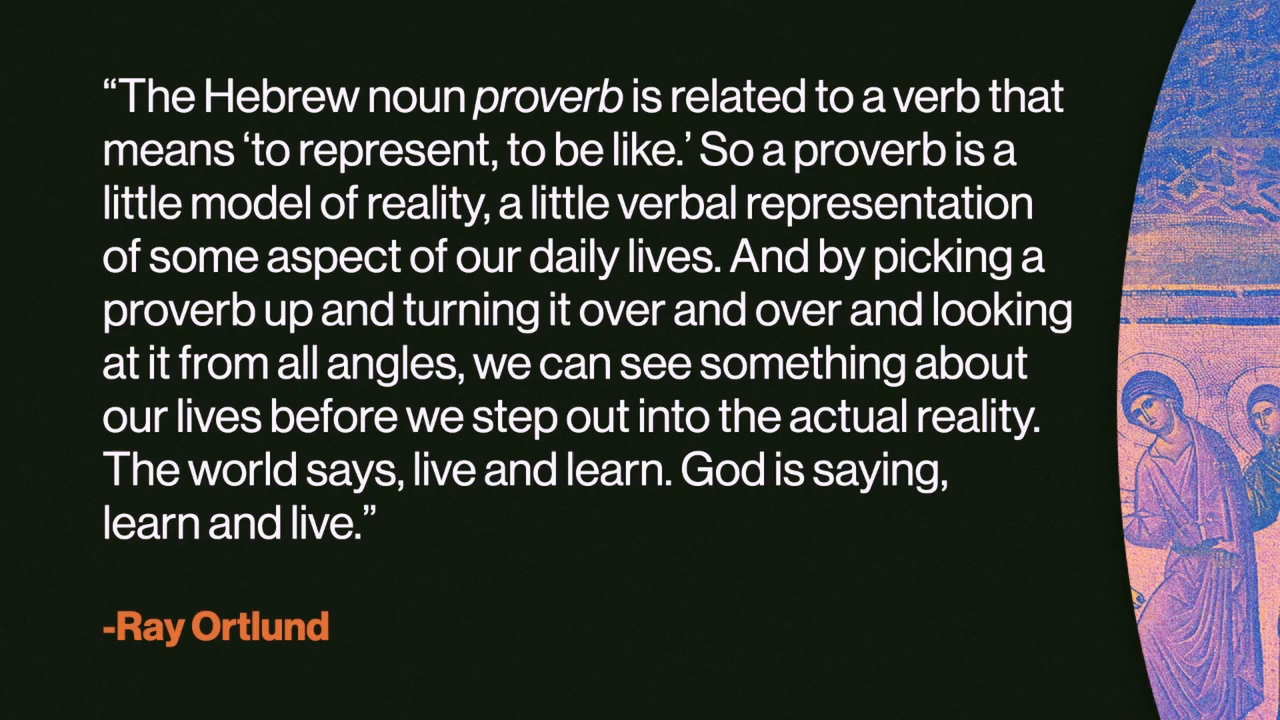 “The Hebrew noun proverb is related to a verb that
means ‘to represent, to be like.’ So a proverb is a
little model of reality, a little verbal representation
of some aspect of our daily lives. And by picking a
proverb up and turning it over and over and looking
at it from all angles, we can see something about
our lives before we step out into the actual reality.
The world says, live and learn. God is saying,
learn and live.”
-Ray Ortlund